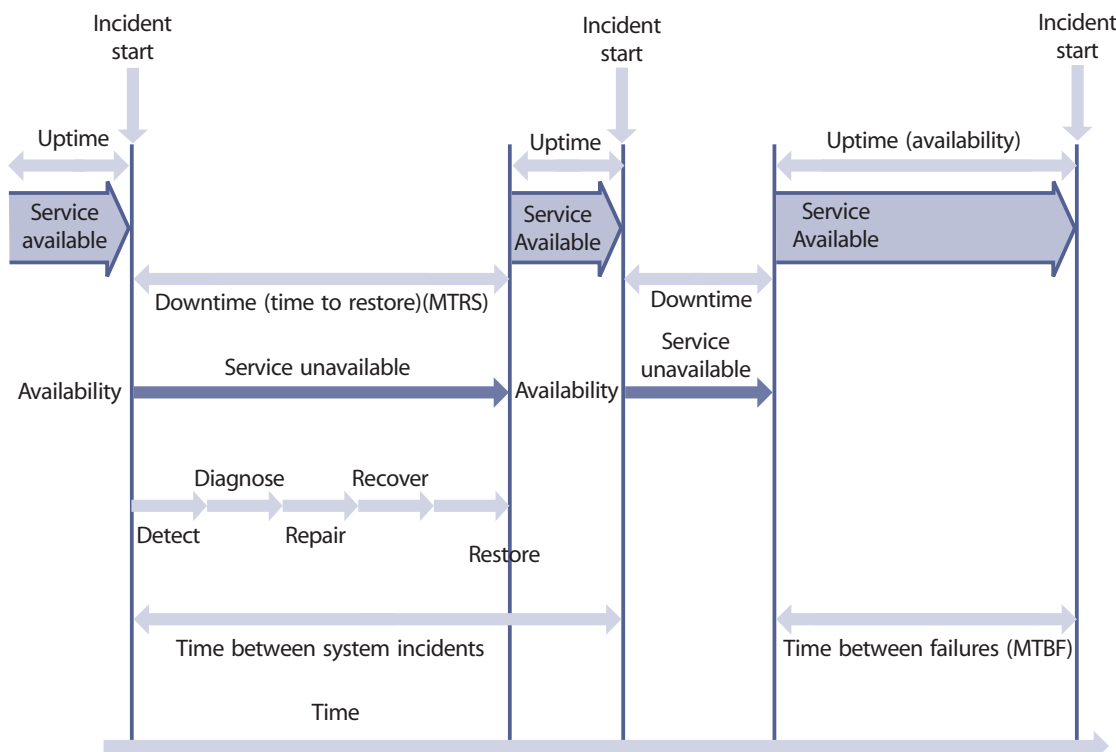 Incident
start
Incident
start
Incident
start
Uptime
Uptime
Uptime (availability)
Service
available
Service
Available
Service
Available
Downtime (time to restore)(MTRS)
Downtime
Service unavailable
Service
unavailable
Availability
Availability
Diagnose
Recover
Detect
Repair
Restore
Time between system incidents
Time between failures (MTBF)
Time